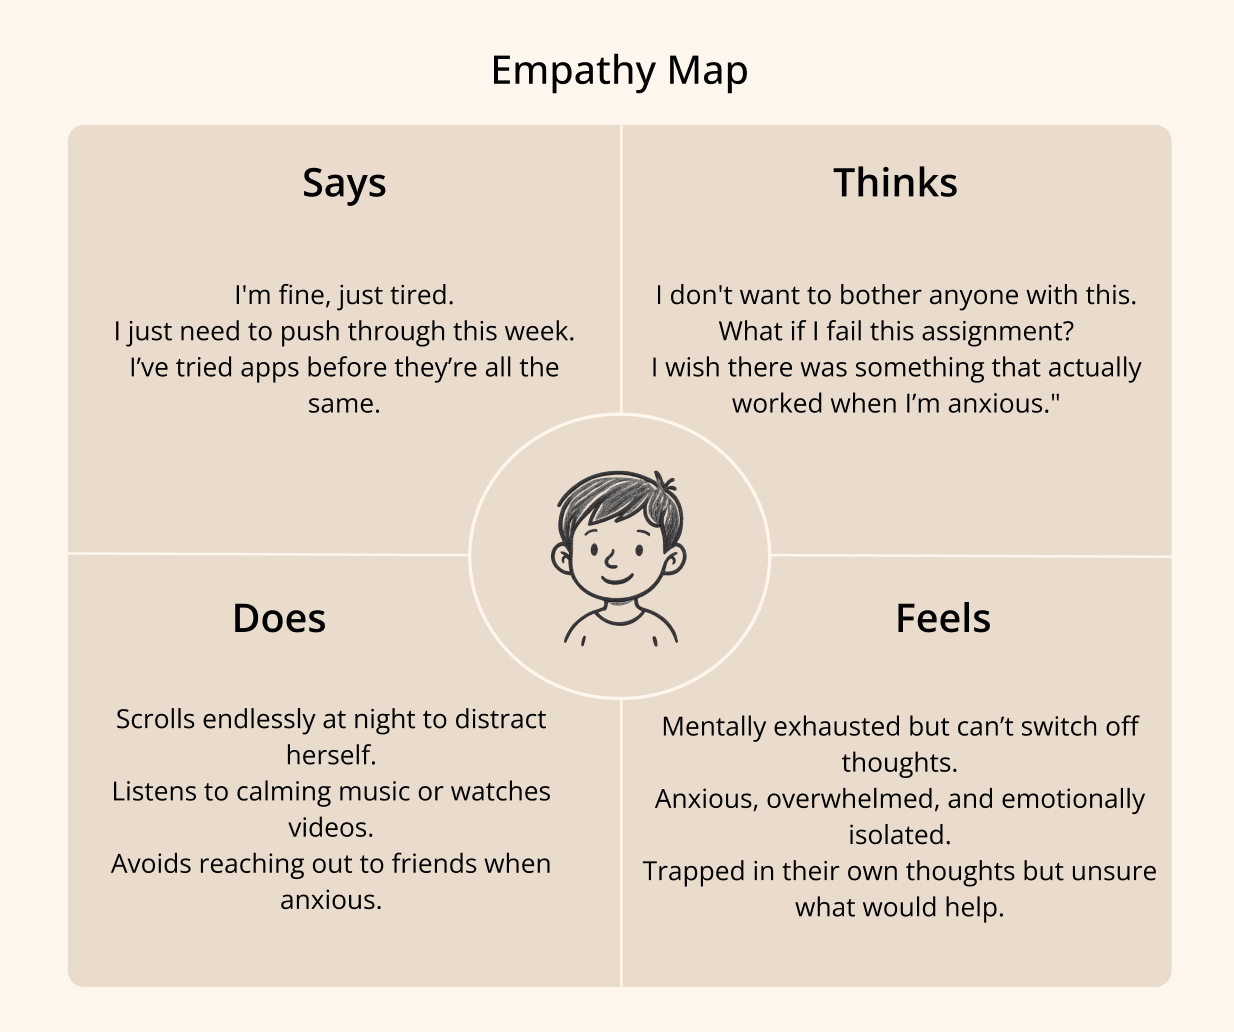 Empathy Map
Says
I'm fine, just tired.
I just need to push through this week.
I’ve tried apps before they’re all the
same.
Thinks
I don't want to bother anyone with this.
What if I fail this assignment?
I wish there was something that actually
worked when I’m anxious."
Does
Scrolls endlessly at night to distract
herself.
Listens to calming music or watches
videos.
Avoids reaching out to friends when
anxious.
Feels
Mentally exhausted but can’t switch off
thoughts.
Anxious, overwhelmed, and emotionally
isolated.
Trapped in their own thoughts but unsure
what would help.